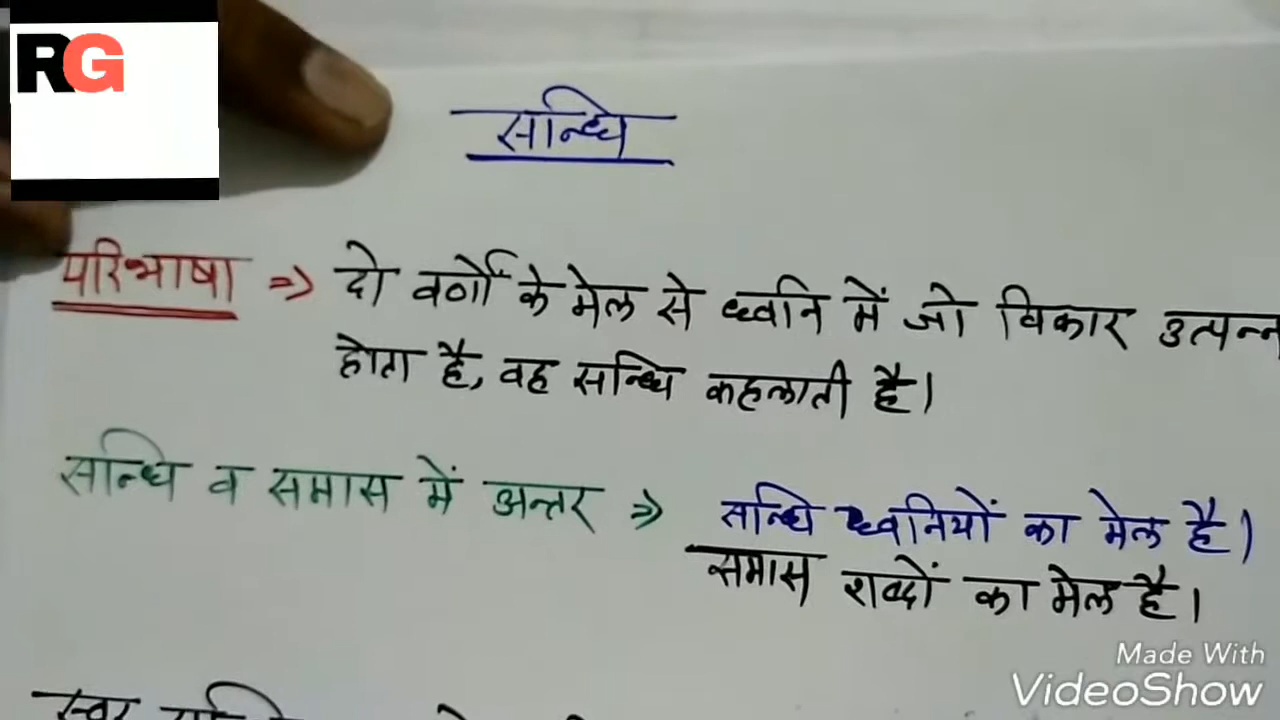 RG
सन्धि
परिभाषा => दो वर्णों के मेल से ध्वनि में जो विकार उत्पन्न
होता है, वह सन्धि कहलाती है।
सन्धि व समास में अन्तर => सन्धि ध्वनियों का मेल है।
समास शब्दों का मेल है।
स्वर
Made With
VideoShow